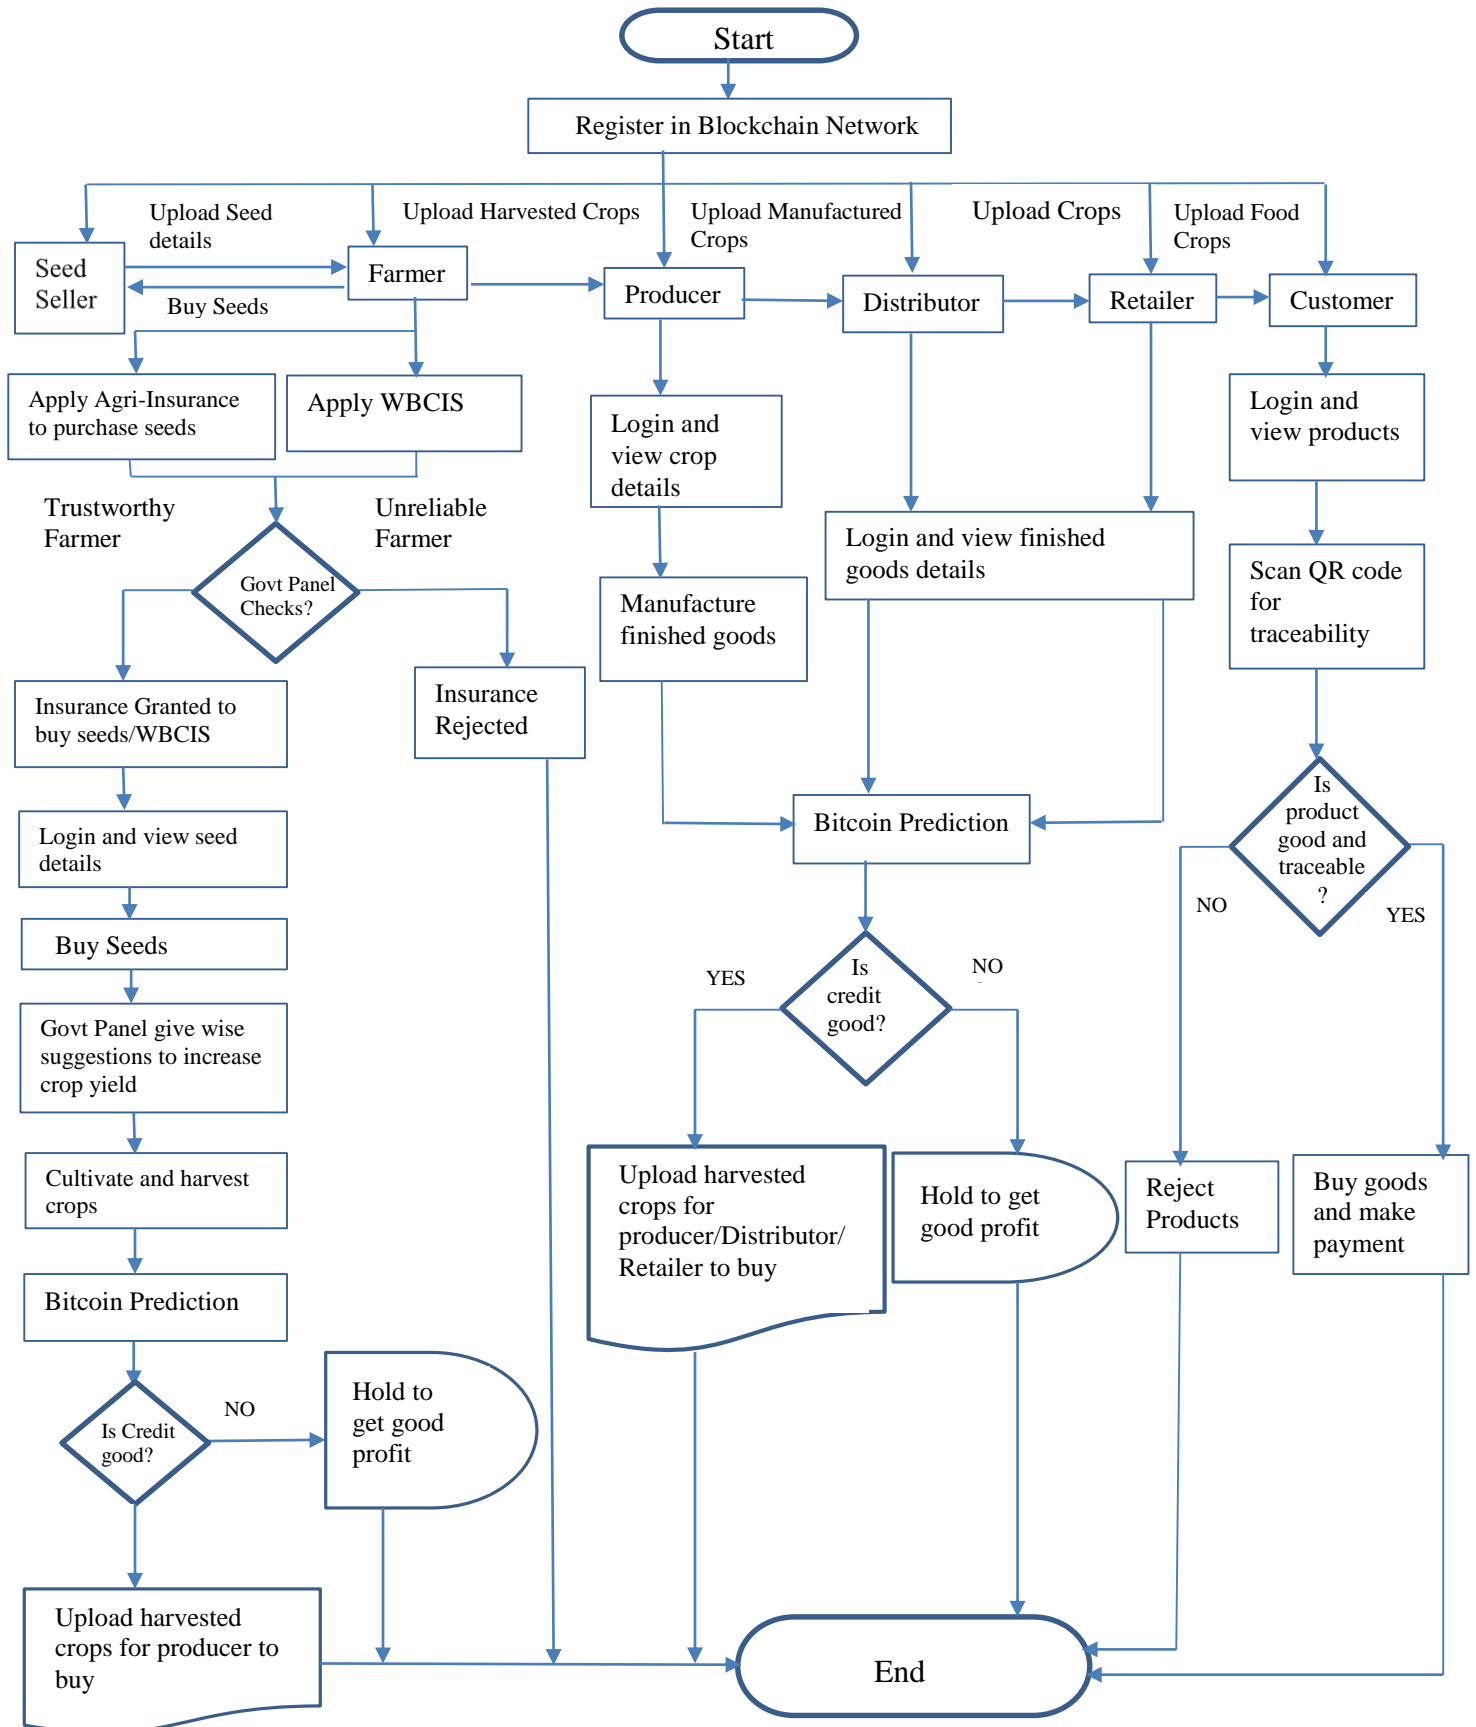 Start
Register in Blockchain Network
Upload Seed
details
Upload Harvested Crops
Upload Manufactured
Crops
Upload Crops
Upload Food
Crops
Seed
Seller
Buy Seeds
Farmer
Producer
Distributor
Retailer
Customer
Apply Agri-Insurance
to purchase seeds
Apply WBCIS
Login and
view crop
details
Login and
view products
Trustworthy
Farmer
Unreliable
Farmer
Govt Panel
Checks?
Login and view finished
goods details
Scan QR code
for
traceability
Manufacture
finished goods
Insurance Granted to
buy seeds/WBCIS
Insurance
Rejected
Login and view seed
details
Bitcoin Prediction
Is
product
good and
traceable
?
NO
YES
Buy Seeds
YES
Is
credit
good?
NO
Govt Panel give wise
suggestions to increase
crop yield
Cultivate and harvest
crops
Upload harvested
crops for
producer/Distributor/
Retailer to buy
Hold to get
good profit
Reject
Products
Buy goods
and make
payment
Bitcoin Prediction
Is Credit
good?
NO
Hold to
get good
profit
Upload harvested
crops for producer to
buy
End